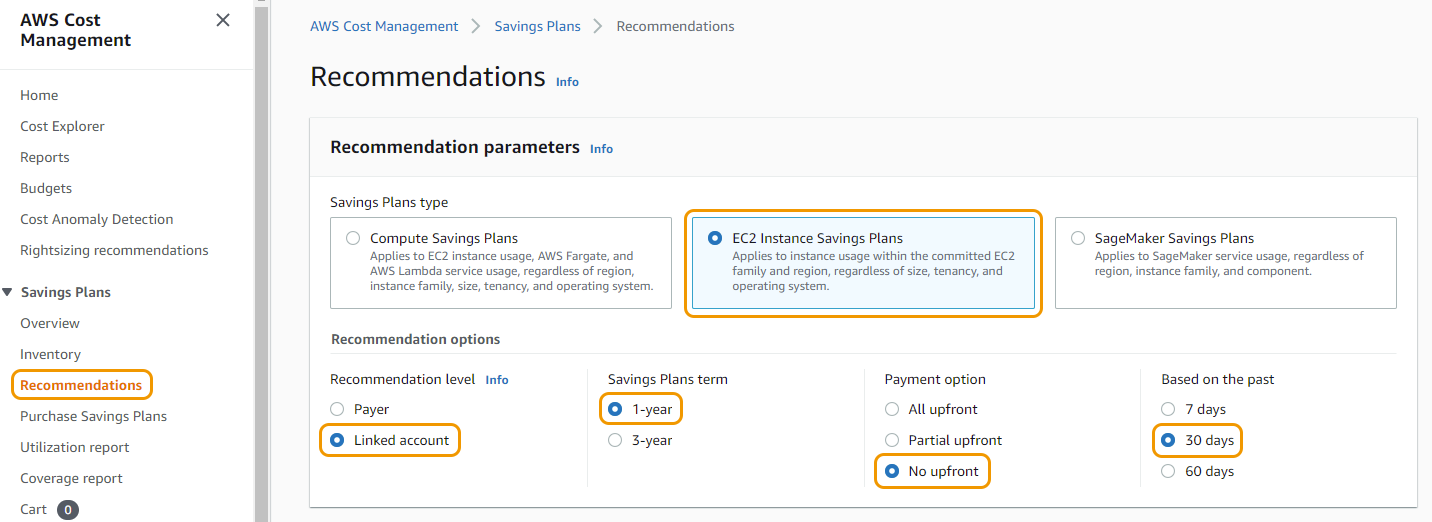 AWS Cost
Management
Home
Cost Explorer
Reports
Budgets
Cost Anomaly Detection
Rightsizing recommendations
Savings Plans
Overview
Inventory
Recommendations
Purchase Savings Plans
Utilization report
Coverage report
Cart 0
AWS Cost Management > Savings Plans > Recommendations
Recommendations Info
Recommendation parameters Info
Savings Plans type
Compute Savings Plans
Applies to EC2 instance usage, AWS Fargate, and
AWS Lambda service usage, regardless of region,
instance family, size, tenancy, and operating system.
EC2 Instance Savings Plans
Applies to instance usage within the committed EC2
family and region, regardless of size, tenancy, and
operating system.
SageMaker Savings Plans
Applies to SageMaker service usage, regardless of
region, instance family, and component.
Recommendation options
Recommendation level Info
Payer
Linked account
Savings Plans term
1-year
3-year
Payment option
All upfront
Partial upfront
No upfront
Based on the past
7 days
30 days
60 days